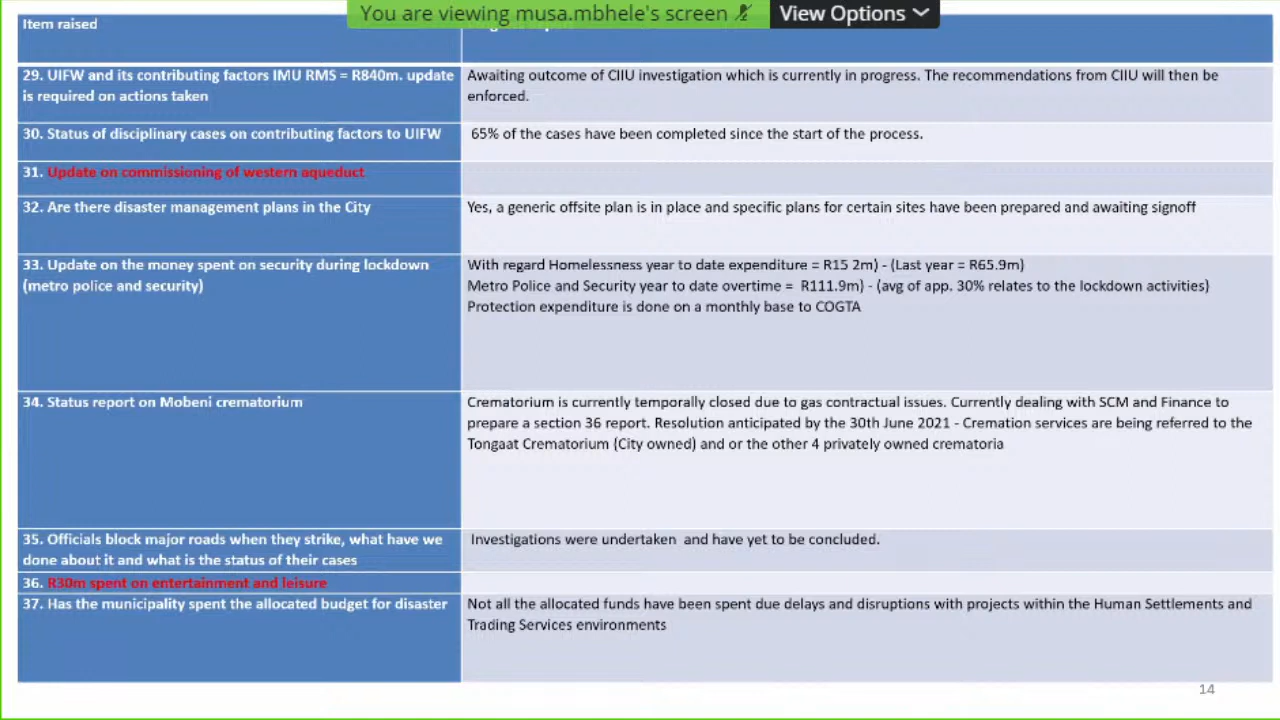 You are viewing musa.mbhele's screen View Options
Item raised
29. UIFW and its contributing factors IMU RMS = R840m. update
is required on actions taken
Awaiting outcome of CIIU investigation which is currently in progress. The recommendations from CIIU will then be
enforced.
30. Status of disciplinary cases on contributing factors to UIFW
65% of the cases have been completed since the start of the process.
31. Update on commissioning of western aqueduct
32. Are there disaster management plans in the City
Yes, a generic offsite plan is in place and specific plans for certain sites have been prepared and awaiting signoff
33. Update on the money spent on security during lockdown
(metro police and security)
With regard Homelessness year to date expenditure = R15 2m) - (Last year = R65.9m)
Metro Police and Security year to date overtime = R111.9m) - (avg of app. 30% relates to the lockdown activities)
Protection expenditure is done on a monthly base to COGTA
34. Status report on Mobeni crematorium
Crematorium is currently temporally closed due to gas contractual issues. Currently dealing with SCM and Finance to
prepare a section 36 report. Resolution anticipated by the 30th June 2021 - Cremation services are being referred to the
Tongaat Crematorium (City owned) and or the other 4 privately owned crematoria
35. Officials block major roads when they strike, what have we
done about it and what is the status of their cases
Investigations were undertaken and have yet to be concluded.
36. R30m spent on entertainment and leisure
37. Has the municipality spent the allocated budget for disaster
Not all the allocated funds have been spent due delays and disruptions with projects within the Human Settlements and
Trading Services environments
14